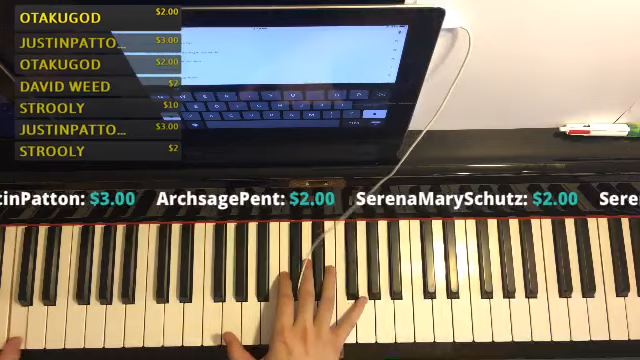 OTAKUGOD $2.00
JUSTINPATTO... $3.00
OTAKUGOD $2.00
DAVID WEED $2
STROOLY $10
JUSTINPATTO... $3.00
STROOLY $2
tinPatton: $3.00 ArchsagePent: $2.00 SerenaMarySchutz: $2.00 Sere